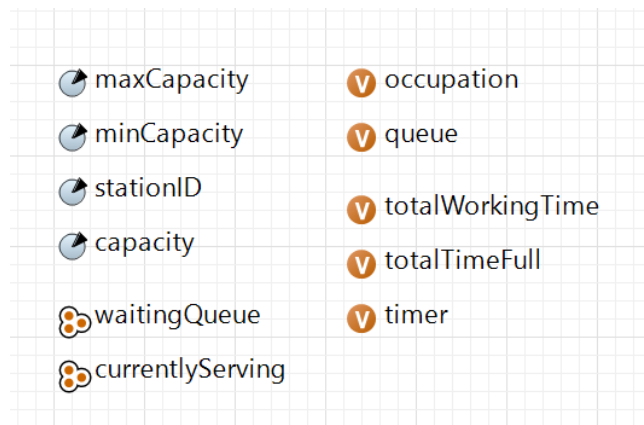 maxCapacity
minCapacity
stationID
capacity
waitingQueue
currentlyServing
V occupation
V queue
V totalWorkingTime
V totalTimeFull
V timer